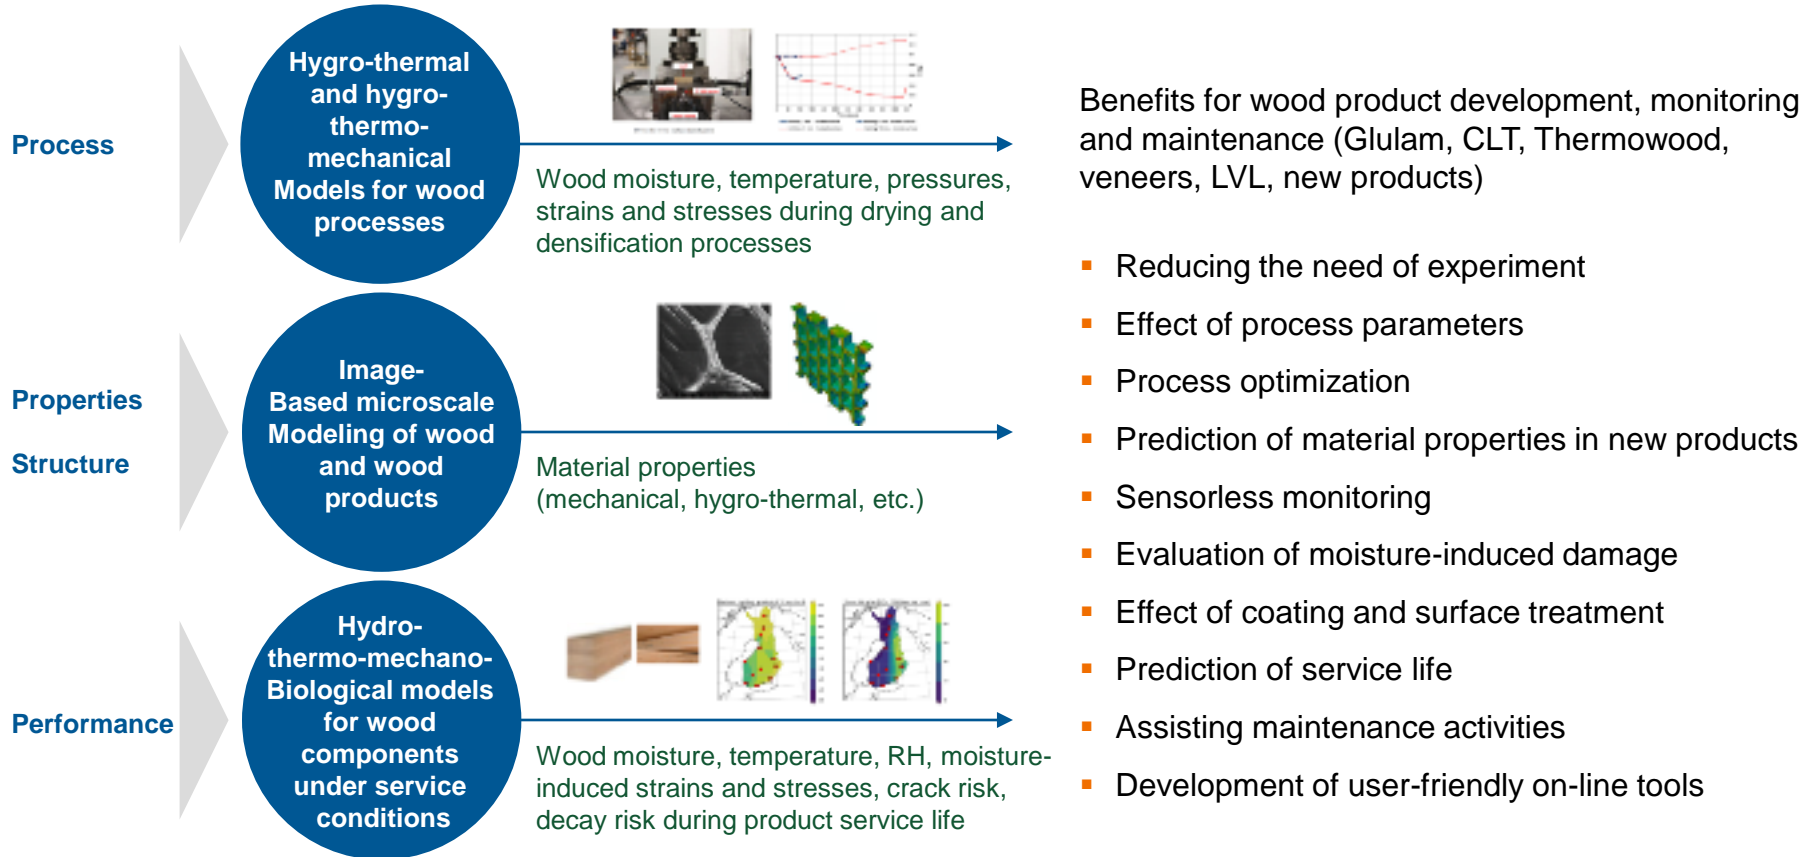 Process
Hygro-thermal
and hygro-
thermo-
mechanical
Models for wood
processes
Wood moisture, temperature, pressures,
strains and stresses during drying and
densification processes
Properties
Structure
Image-
Based microscale
Modeling of wood
and wood
products
Material properties
(mechanical, hygro-thermal, etc.)
Performance
Hydro-
thermo-mechano-
Biological models
for wood
components
under service
conditions
Wood moisture, temperature, RH, moisture-
induced strains and stresses, crack risk,
decay risk during product service life
Benefits for wood product development, monitoring
and maintenance (Glulam, CLT, Thermowood,
veneers, LVL, new products)
Reducing the need of experiment
Effect of process parameters
Process optimization
Prediction of material properties in new products
Sensorless monitoring
Evaluation of moisture-induced damage
Effect of coating and surface treatment
Prediction of service life
Assisting maintenance activities
Development of user-friendly on-line tools